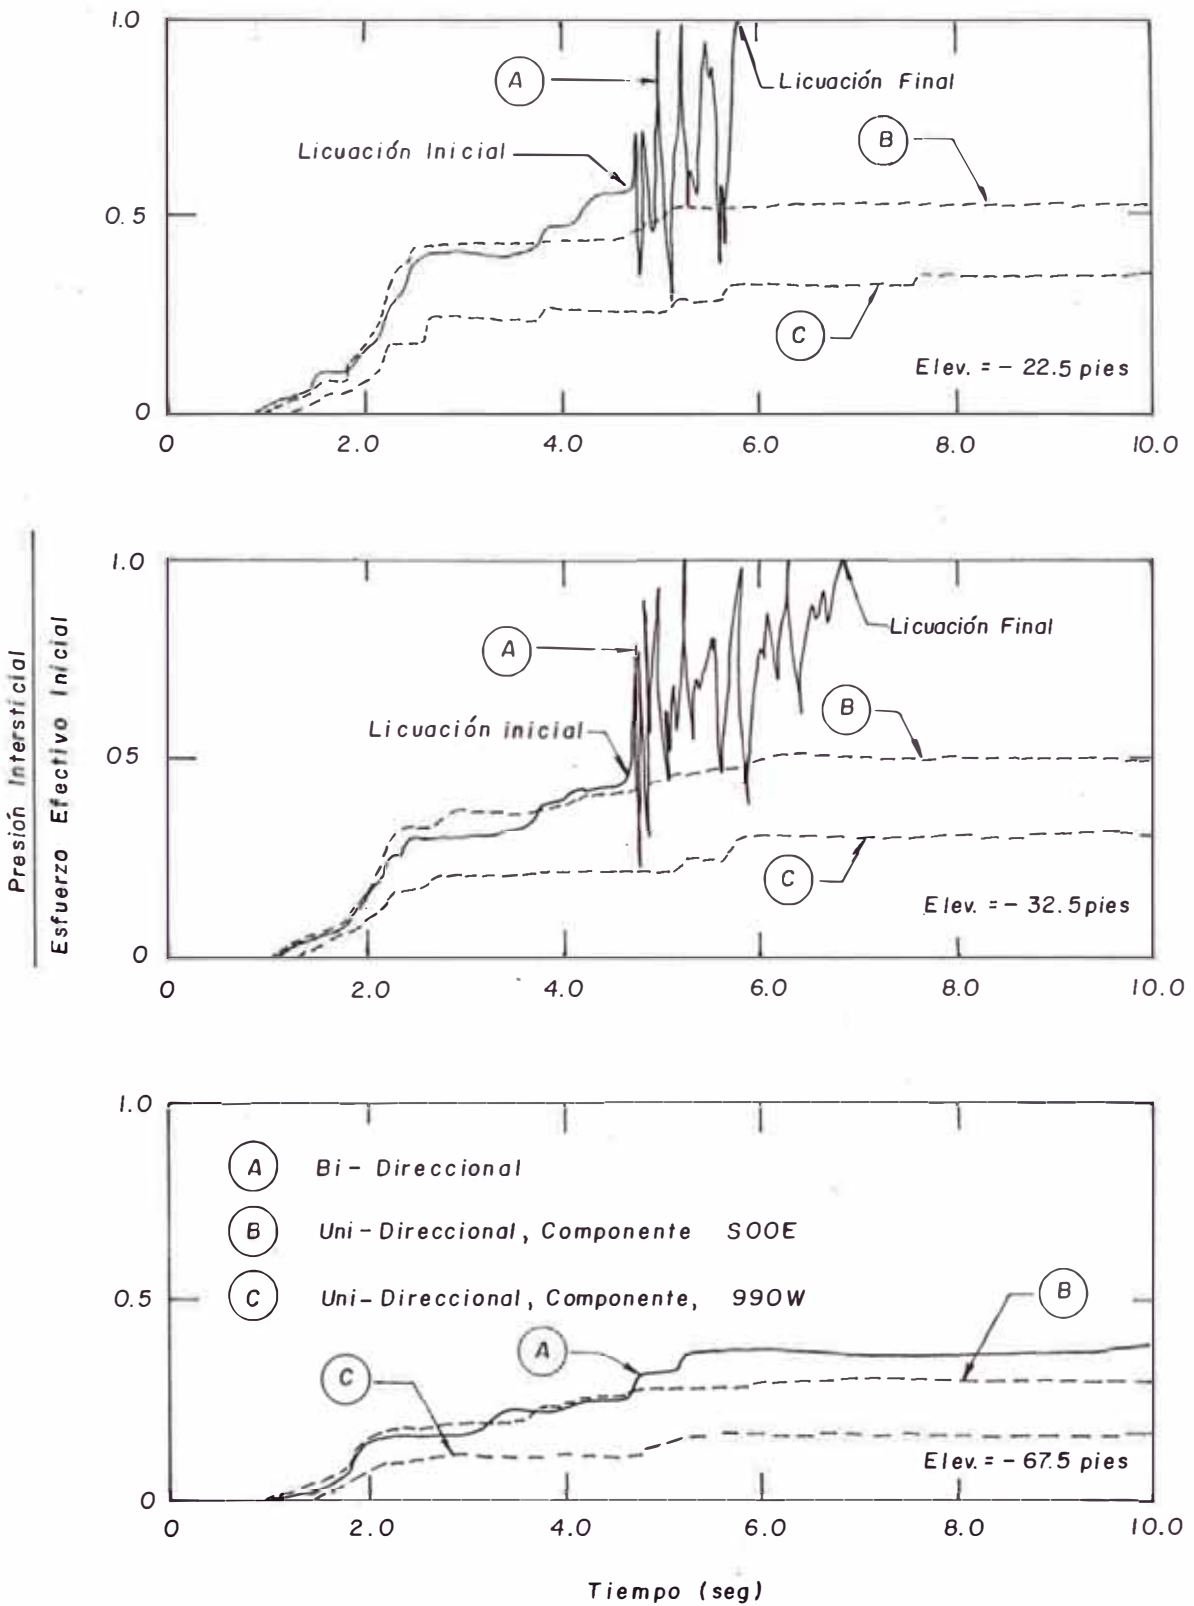 1.0
A
Licuación Final
B
Licuación Inicial
0.5
C
Elev. = - 22.5 pies
0
0 2.0 4.0 6.0 8.0 10.0
Presión Intersticial
Esfuerzo Efectivo Inicial
1.0
Licuación Final
A
B
Licuación inicial
0 5
C
Elev. = - 32.5 pies
0
0 2.0 4.0 6.0 8.0 10.0
1.0
A Bi - Direccional
B Uni - Direccional, Componente S00E
C Uni - Direccional, Componente, 990W
0.5
B
A
C
Elev. = - 67.5 pies
0
0 2.0 4.0 6.0 8.0 10.0
Tiempo (seg)